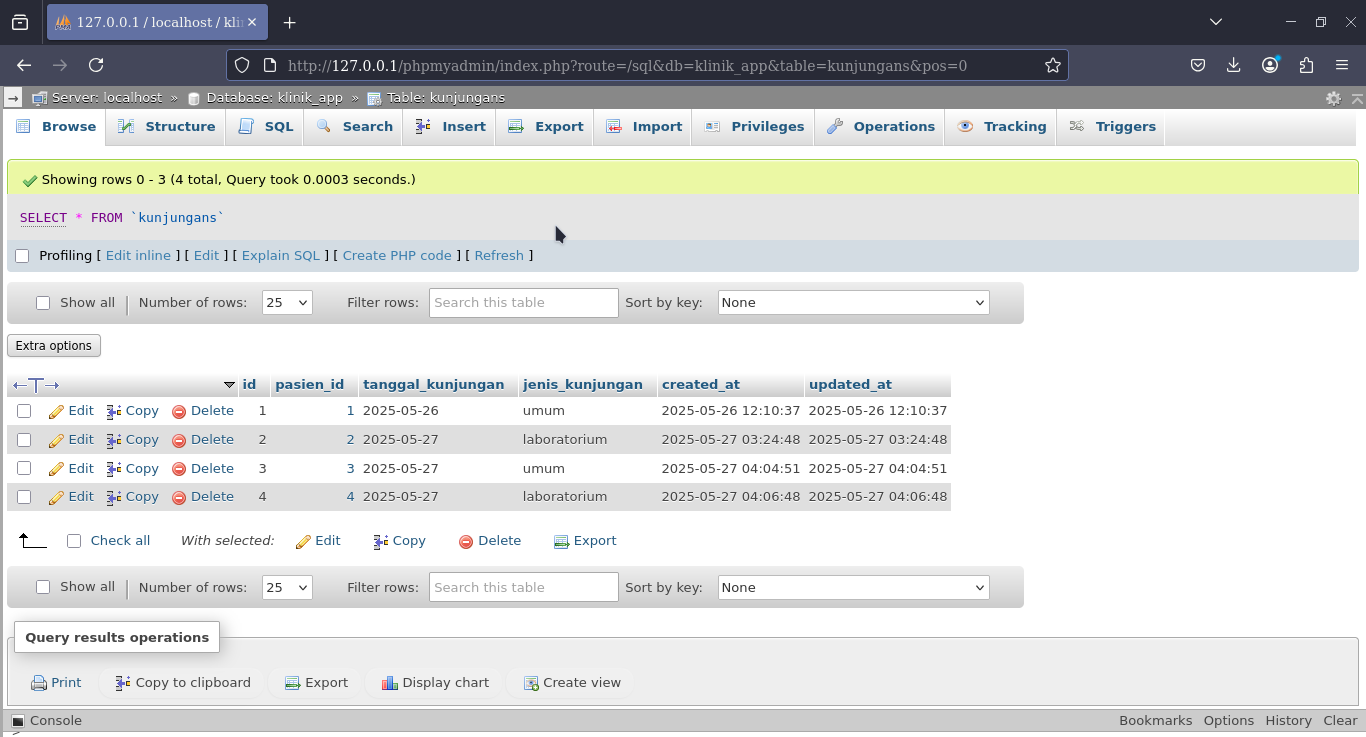 127.0.0.1 / localhost / kli
http://127.0.0.1/phpmyadmin/index.php?route=/sql&db=klinik_app&table=kunjungans&pos=0
Server: localhost » Database: klinik_app » Table: kunjungans
Browse Structure SQL Search Insert Export Import Privileges Operations Tracking Triggers
Showing rows 0 - 3 (4 total, Query took 0.0003 seconds.)
SELECT * FROM `kunjungans`
Profiling [ Edit inline ] [ Edit ] [ Explain SQL ] [ Create PHP code ] [ Refresh ]
Show all Number of rows: 25 Filter rows: Search this table Sort by key: None
Extra options
id pasien_id tanggal_kunjungan jenis_kunjungan created_at updated_at
Edit Copy Delete 1 1 2025-05-26 umum 2025-05-26 12:10:37 2025-05-26 12:10:37
Edit Copy Delete 2 2 2025-05-27 laboratorium 2025-05-27 03:24:48 2025-05-27 03:24:48
Edit Copy Delete 3 3 2025-05-27 umum 2025-05-27 04:04:51 2025-05-27 04:04:51
Edit Copy Delete 4 4 2025-05-27 laboratorium 2025-05-27 04:06:48 2025-05-27 04:06:48
Check all With selected: Edit Copy Delete Export
Show all Number of rows: 25 Filter rows: Search this table Sort by key: None
Query results operations
Print Copy to clipboard Export Display chart Create view
Console Bookmarks Options History Clear